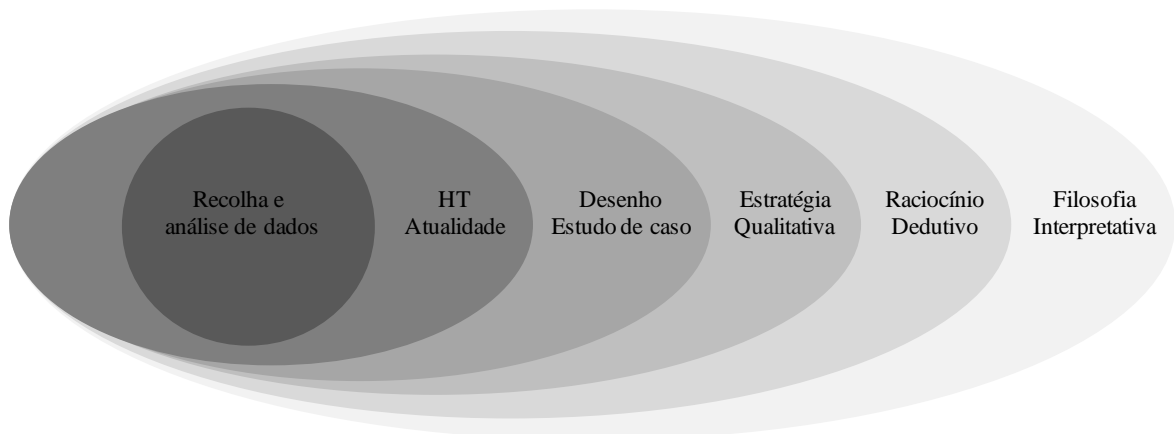 Recolha e
análise de dados
HT
Atualidade
Desenho
Estudo de caso
Estratégia
Qualitativa
Raciocínio
Dedutivo
Filosofia
Interpretativa